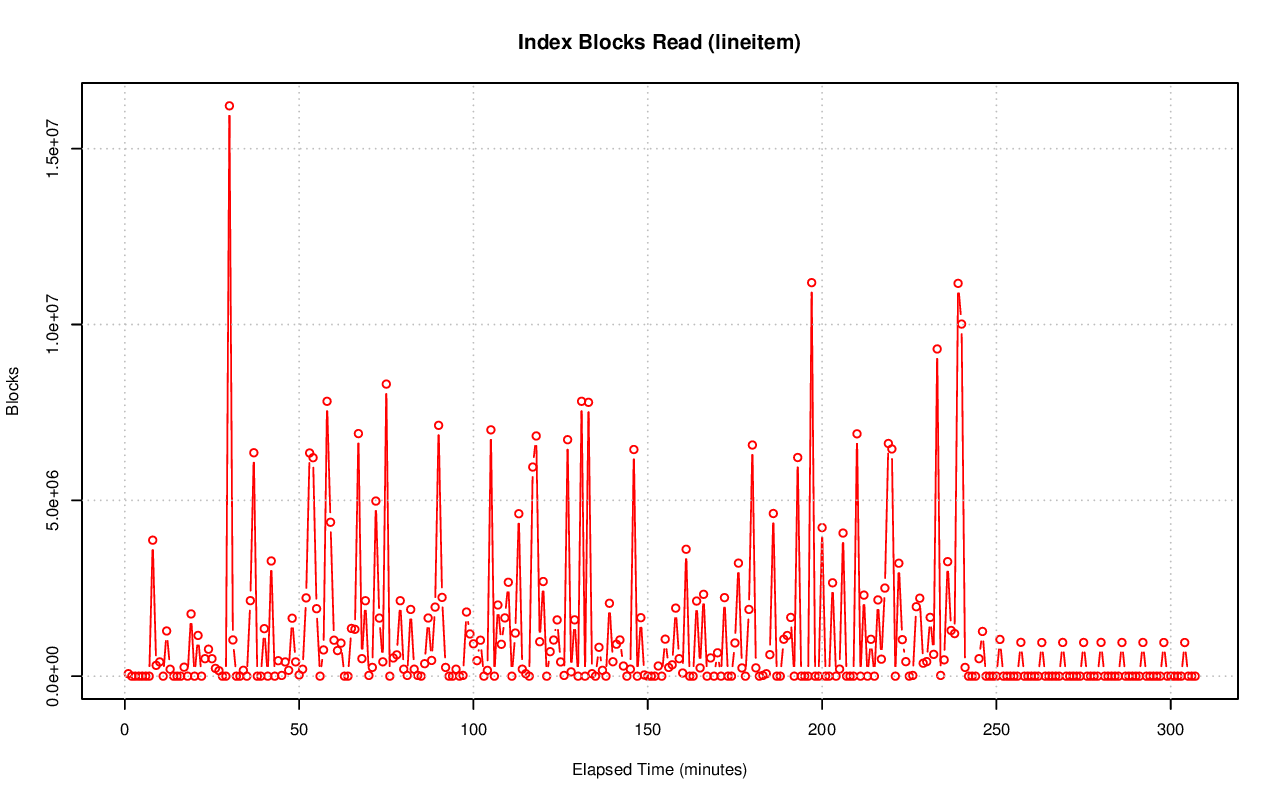 Index Blocks Read (lineitem)
Blocks
1.5e+07
1.0e+07
5.0e+06
0.0e+00
0 50 100 150 200 250 300
Elapsed Time (minutes)